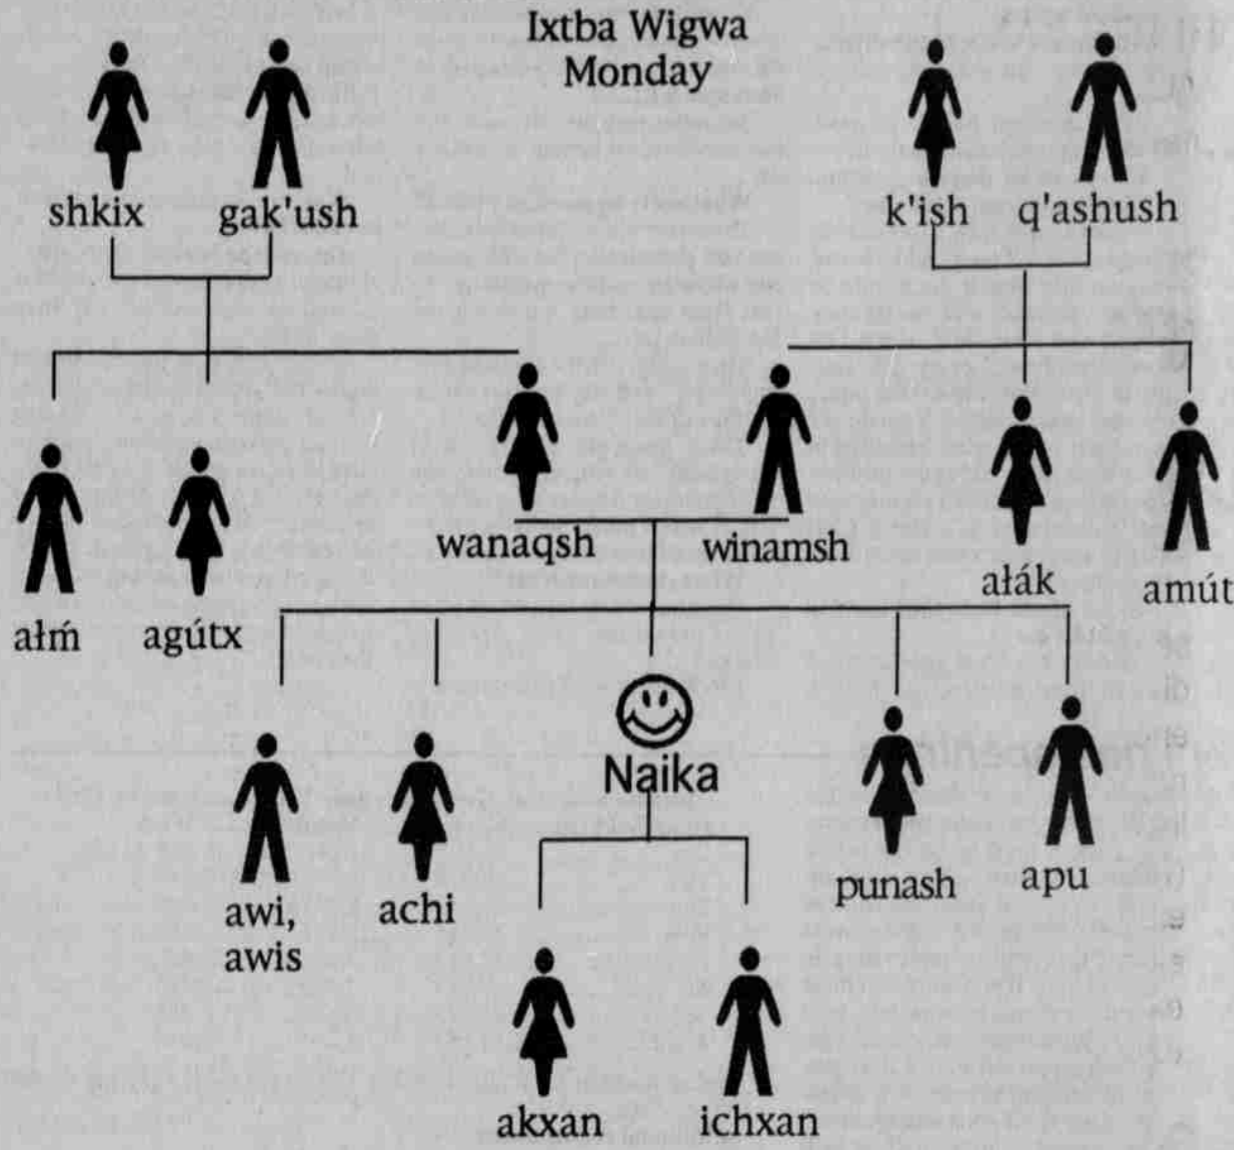 Ixtba Wigwa
Monday
shkix gak'ush k'ish q'ashush
wanaqsh winamsh
ałḿ agútx ałák amút
Naika
awi,
awis
achi punash apu
akxan ichxan